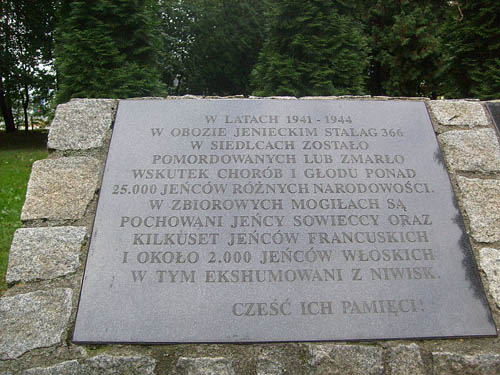 W LATACH 1941 - 1944
W OBOZIE JENIECKIM STALAG 366
W SIEDLCACH ZOSTAŁO
POMORDOWANYCH LUB ZMARŁO
WSKUTEK CHORÓB I GŁODU PONAD
25.000 JEŃCÓW RÓŻNYCH NARODOWOŚCI.
W ZBIOROWYCH MOGIŁACH SĄ
POCHOWANI JEŃCY SOWIECCY ORAZ
KILKUSET JEŃCÓW FRANCUSKICH
I OKOŁO 2.000 JEŃCÓW WŁOSKICH
W TYM EKSHUMOWANI Z NIWISK.
CZEŚĆ ICH PAMIĘCI!